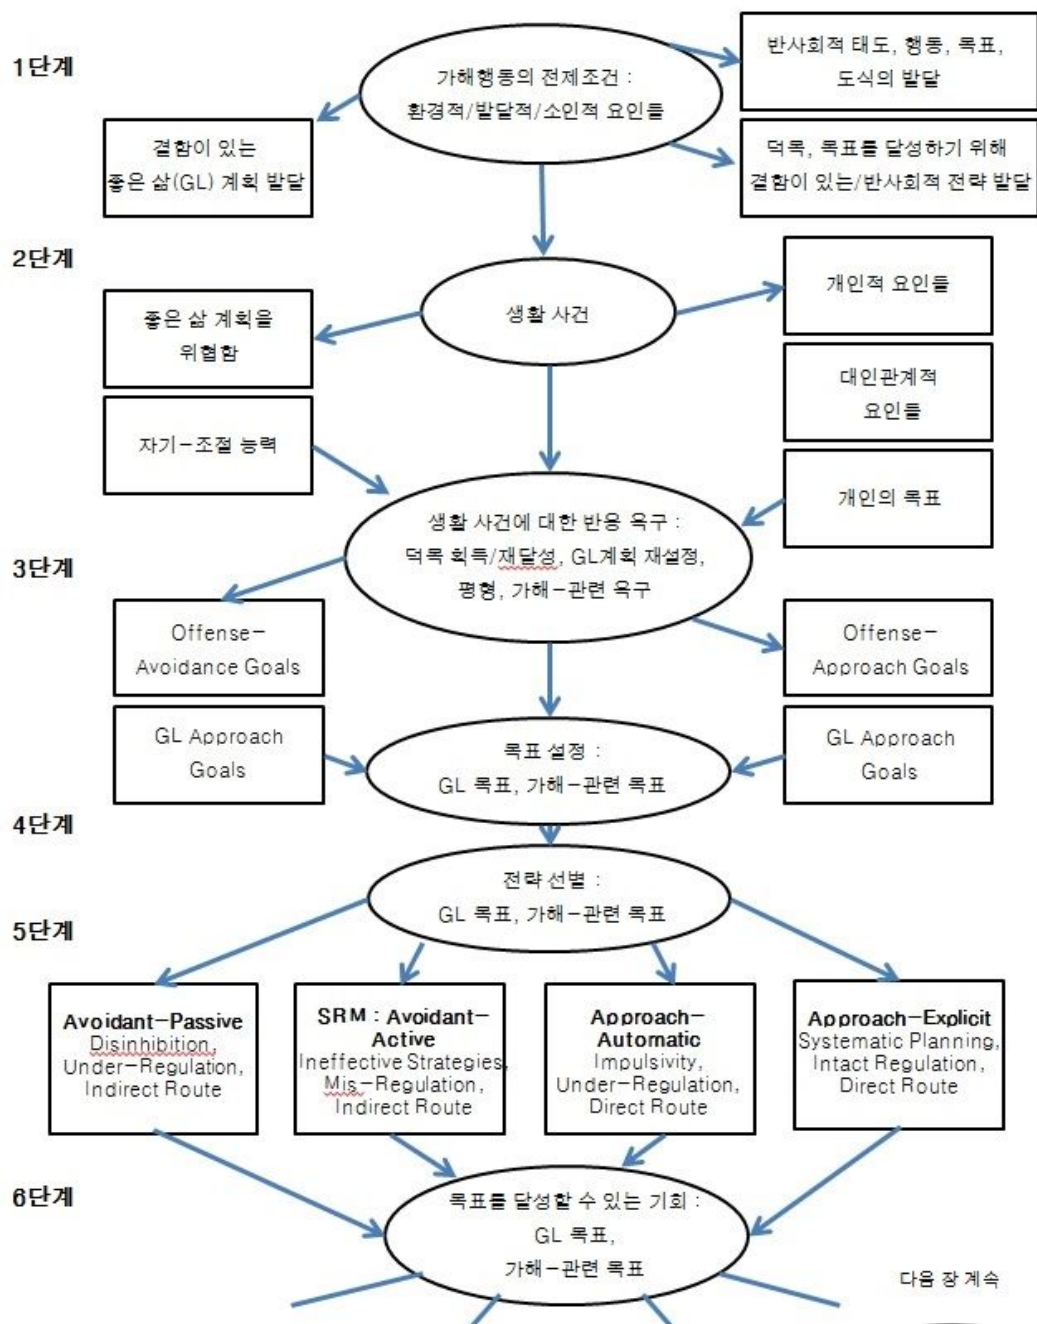 1단계
가해행동의 전제조건 :
환경적/발달적/소인적 요인들
반사회적 태도, 행동, 목표,
도식의 발달
결함이 있는
좋은 삶(GL) 계획 발달
덕목, 목표를 달성하기 위해
결함이 있는/반사회적 전략 발달
2단계
생활 사건
개인적 요인들
좋은 삶 계획을
위협함
대인관계적
요인들
자기-조절 능력
개인의 목표
3단계
생활 사건에 대한 반응 욕구 :
덕목 획득/재달성, GL계획 재설정,
평형, 가해-관련 욕구
Offense-
Avoidance Goals
Offense-
Approach Goals
GL Approach
Goals
목표 설정 :
GL 목표, 가해-관련 목표
GL Approach
Goals
4단계
전략 선별 :
GL 목표, 가해-관련 목표
5단계
Avoidant-Passive
Disinhibition,
Under-Regulation,
Indirect Route
SRM : Avoidant-
Active
Ineffective Strategies,
Mis-Regulation,
Indirect Route
Approach-
Automatic
Impulsivity,
Under-Regulation,
Direct Route
Approach-Explicit
Systematic Planning,
Intact Regulation,
Direct Route
6단계
목표를 달성할 수 있는 기회 :
GL 목표,
가해-관련 목표
다음 장 계속